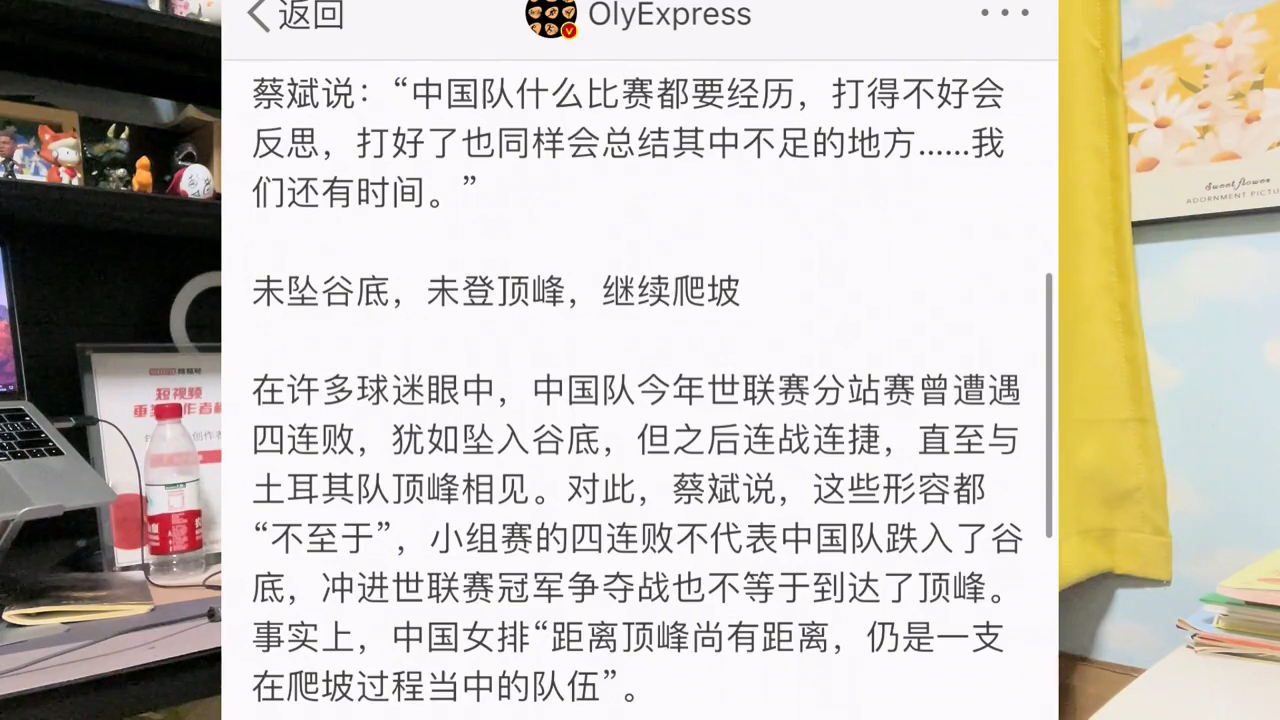 返回
OlyExpress
蔡斌说：“中国队什么比赛都要经历，打得不好会
反思，打好了也同样会总结其中不足的地方……我
们还有时间。”
未坠谷底，未登顶峰，继续爬坡
在许多球迷眼中，中国队今年世联赛分站赛曾遭遇
四连败，犹如坠入谷底，但之后连战连捷，直至与
土耳其队顶峰相见。对此，蔡斌说，这些形容都
“不至于”，小组赛的四连败不代表中国队跌入了谷
底，冲进世联赛冠军争夺战也不等于到达了顶峰。
事实上，中国女排“距离顶峰尚有距离，仍是一支
在爬坡过程当中的队伍”。
Sweet flower
ADORNMENT PICTU
短视频